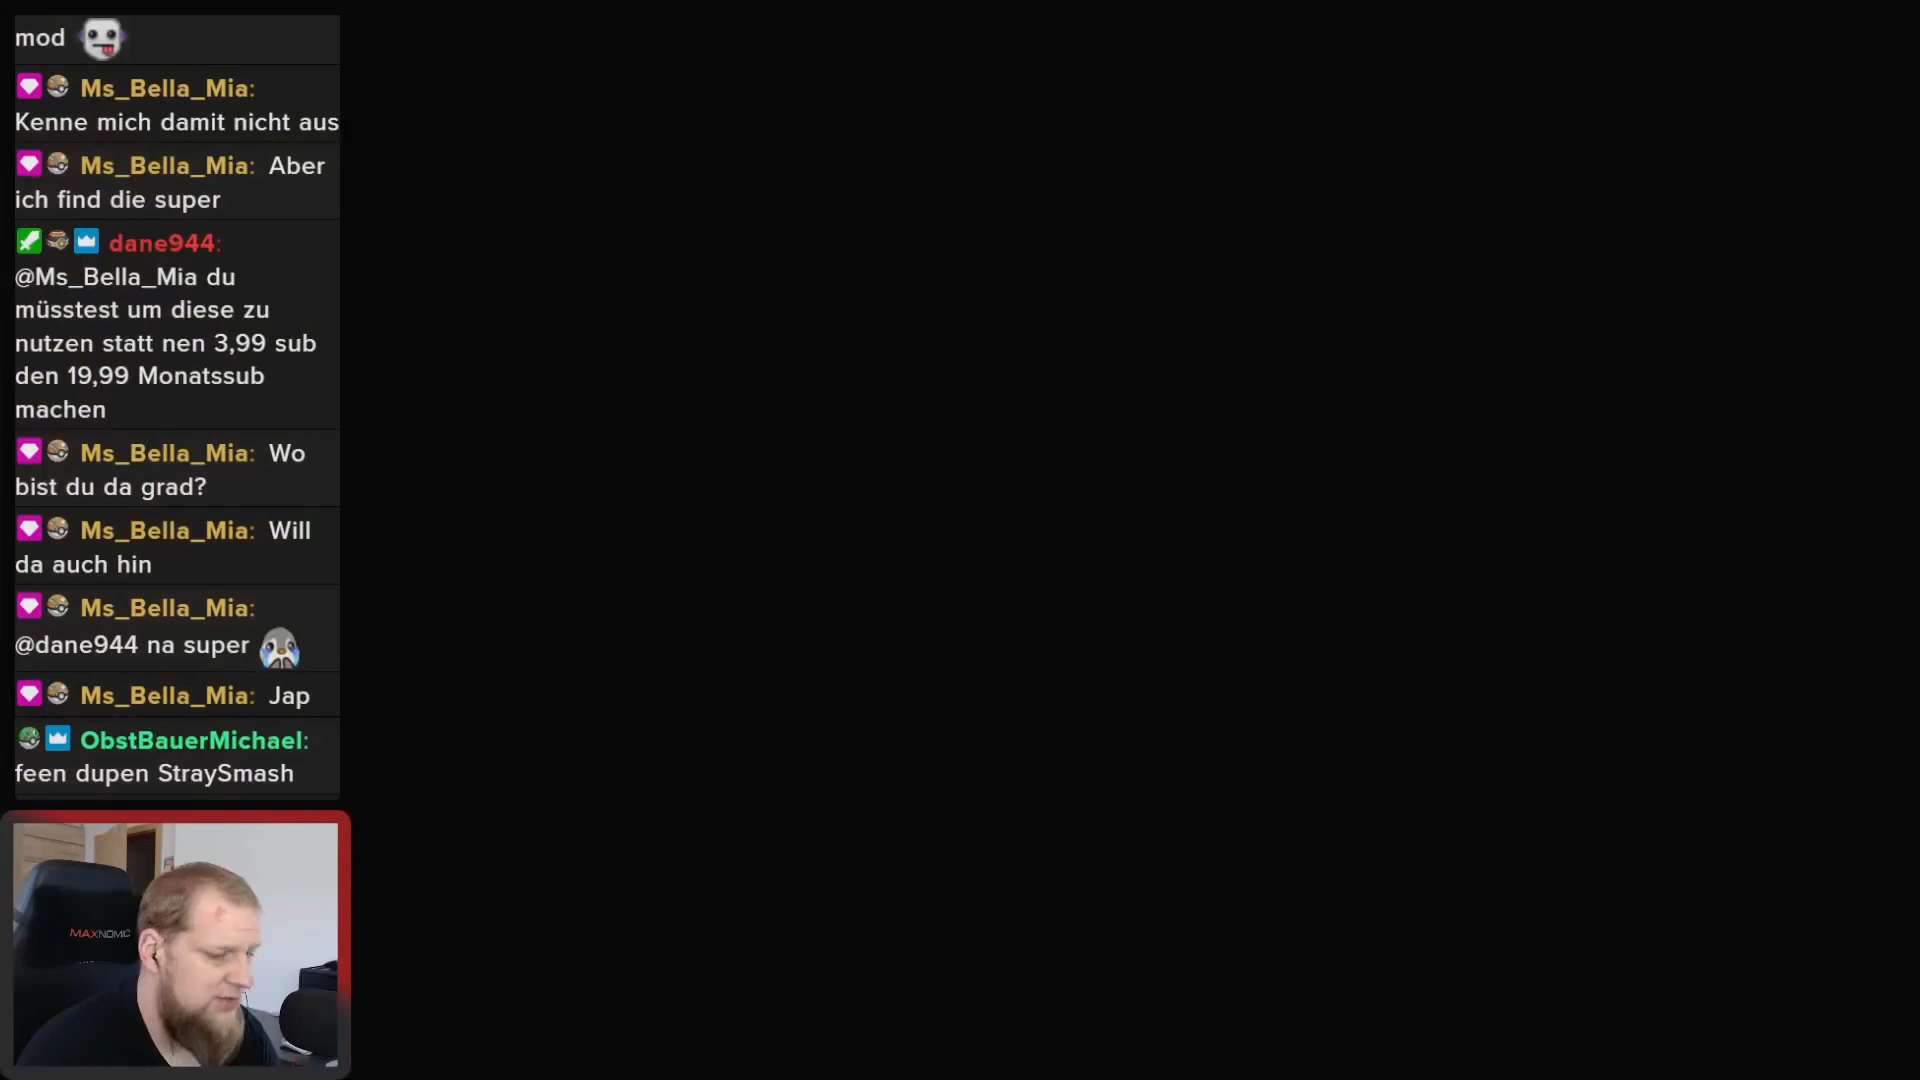 mod
Ms_Bella_Mia:
Kenne mich damit nicht aus
Ms_Bella_Mia: Aber
ich find die super
dane944:
@Ms_Bella_Mia du
müsstest um diese zu
nutzen statt nen 3,99 sub
den 19,99 Monatssub
machen
Ms_Bella_Mia: Wo
bist du da grad?
Ms_Bella_Mia: Will
da auch hin
Ms_Bella_Mia:
@dane944 na super
Ms_Bella_Mia: Jap
ObstBauerMichael:
feen dupen StraySmash
MAXNOMIC